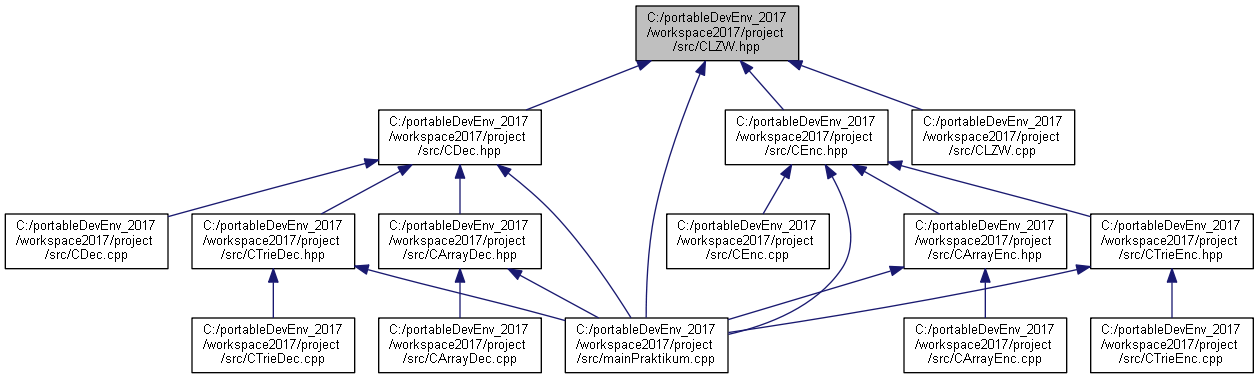 C:/portableDevEnv_2017
/workspace2017/project
/src/CLZW.hpp
C:/portableDevEnv_2017
/workspace2017/project
/src/CDec.hpp
C:/portableDevEnv_2017
/workspace2017/project
/src/CEnc.hpp
C:/portableDevEnv_2017
/workspace2017/project
/src/CLZW.cpp
C:/portableDevEnv_2017
/workspace2017/project
/src/CDec.cpp
C:/portableDevEnv_2017
/workspace2017/project
/src/CTrieDec.hpp
C:/portableDevEnv_2017
/workspace2017/project
/src/CArrayDec.hpp
C:/portableDevEnv_2017
/workspace2017/project
/src/CEnc.cpp
C:/portableDevEnv_2017
/workspace2017/project
/src/CArrayEnc.hpp
C:/portableDevEnv_2017
/workspace2017/project
/src/CTrieEnc.hpp
C:/portableDevEnv_2017
/workspace2017/project
/src/CTrieDec.cpp
C:/portableDevEnv_2017
/workspace2017/project
/src/CArrayDec.cpp
C:/portableDevEnv_2017
/workspace2017/project
/src/mainPraktikum.cpp
C:/portableDevEnv_2017
/workspace2017/project
/src/CArrayEnc.cpp
C:/portableDevEnv_2017
/workspace2017/project
/src/CTrieEnc.cpp